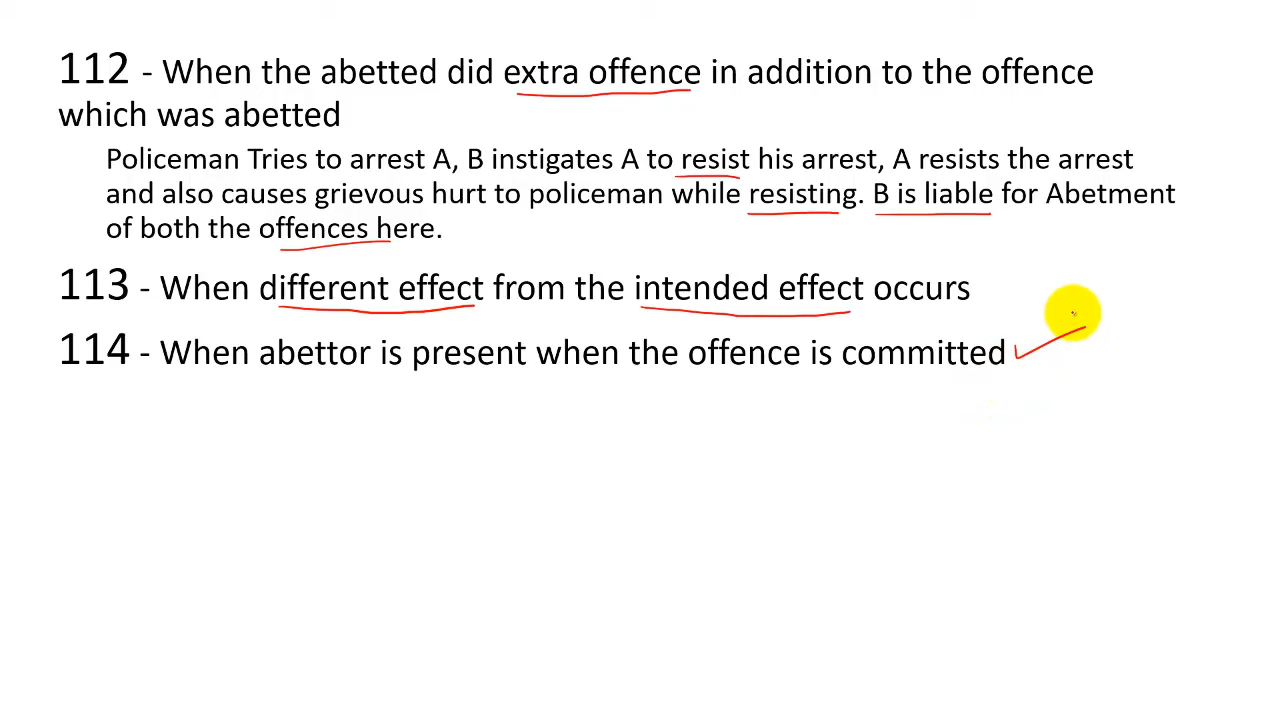 112 - When the abetted did extra offence in addition to the offence
which was abetted
Policeman Tries to arrest A, B instigates A to resist his arrest, A resists the arrest
and also causes grievous hurt to policeman while resisting. B is liable for Abetment
of both the offences here.
113 - When different effect from the intended effect occurs
114 - When abettor is present when the offence is committed